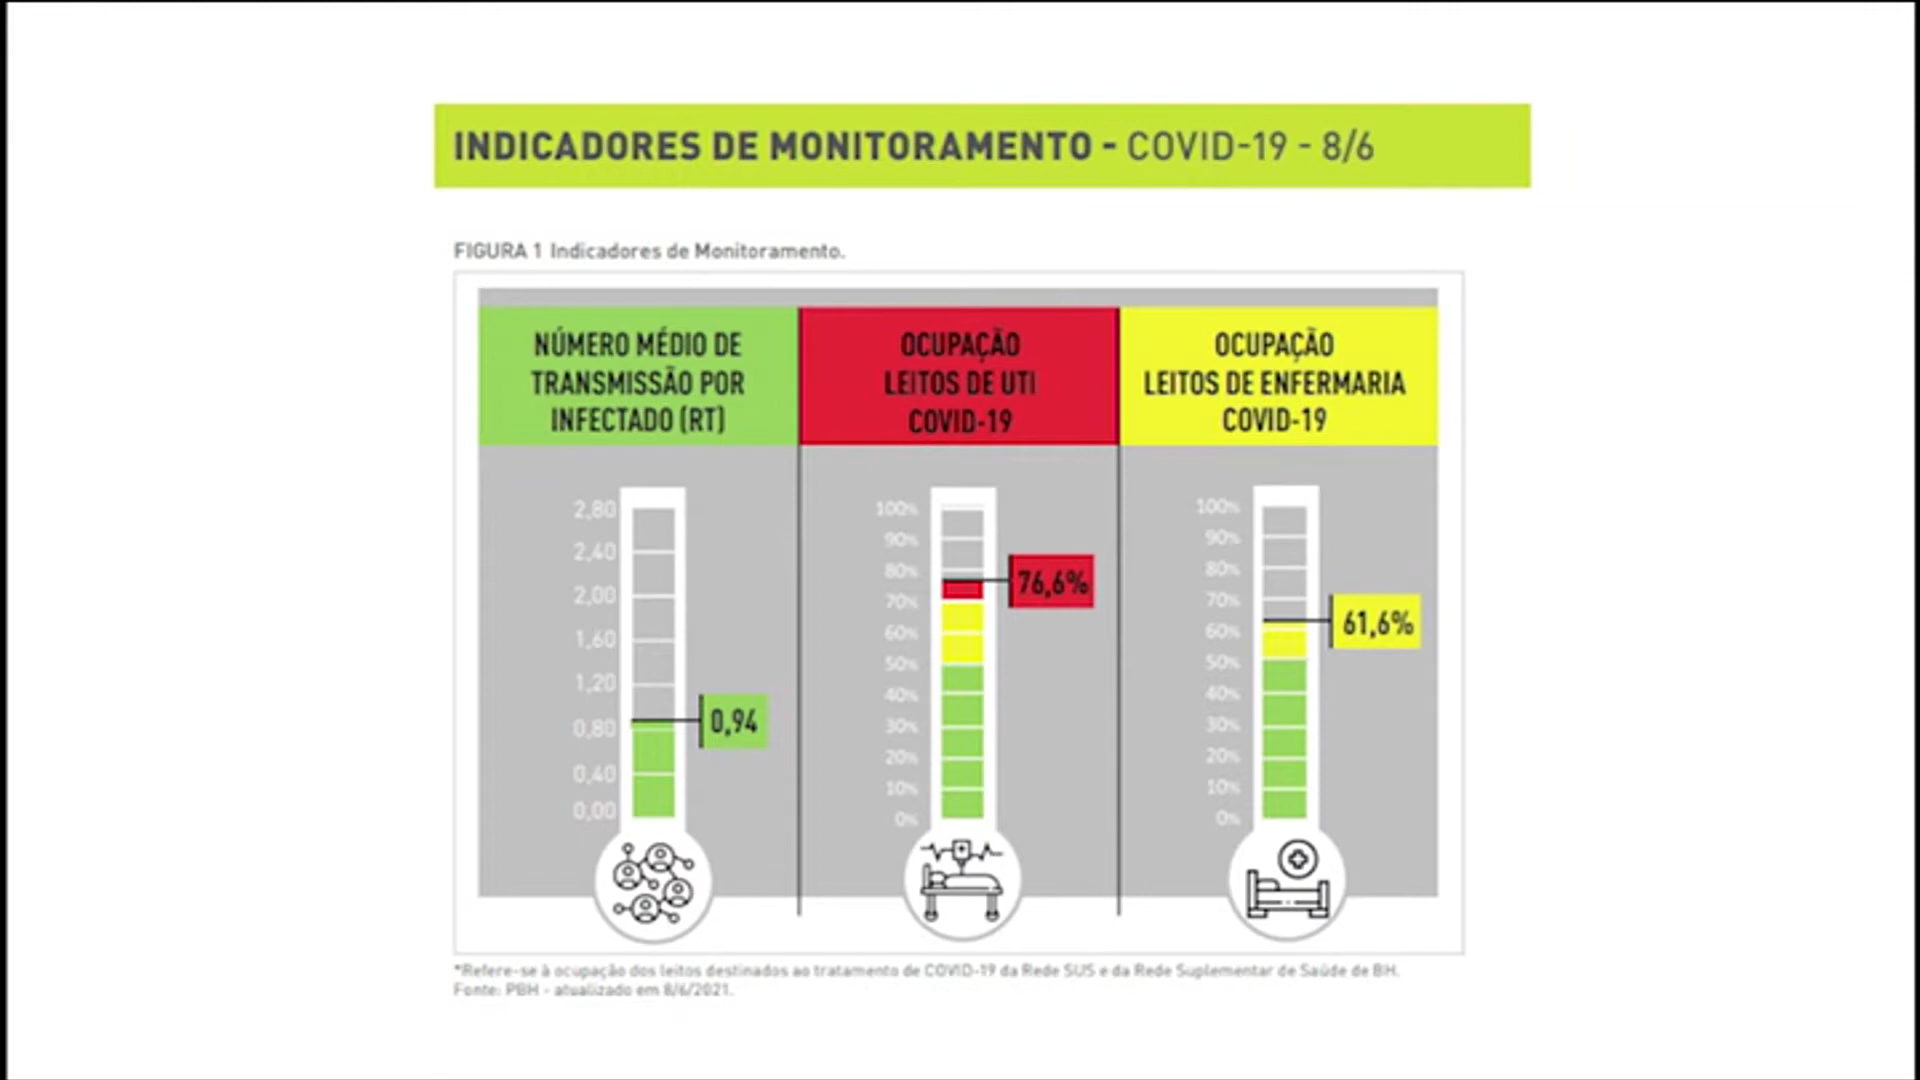 INDICADORES DE MONITORAMENTO - COVID-19 - 8/6
FIGURA 1 Indicadores de Monitoramento.
NÚMERO MÉDIO DE
TRANSMISSÃO POR
INFECTADO (RT)
2,80
2,40
2,00
1,60
1,20
0,80
0,40
0,00
0,94
OCUPAÇÃO
LEITOS DE UTI
COVID-19
100%
90%
80%
70%
60%
50%
40%
30%
20%
10%
0%
76,6%
OCUPAÇÃO
LEITOS DE ENFERMARIA
COVID-19
100%
90%
80%
70%
60%
50%
40%
30%
20%
10%
0%
61,6%
*Refere-se à ocupação dos leitos destinados ao tratamento de COVID-19 da Rede SUS e da Rede Suplementar de Saúde de BH.
Fonte: PBH - atualizado em 8/6/2021.